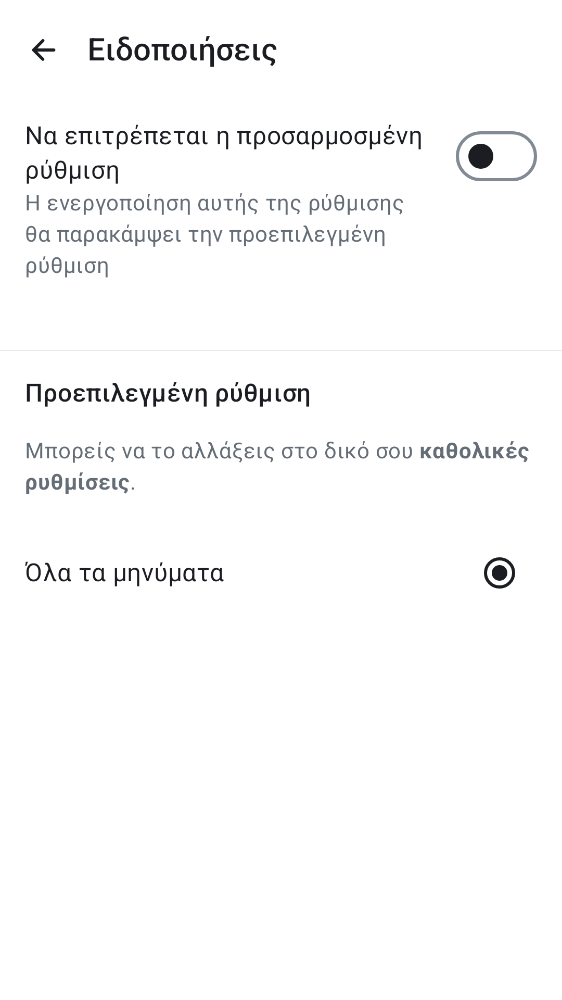 Ειδοποιήσεις
Να επιτρέπεται η προσαρμοσμένη
ρύθμιση
Η ενεργοποίηση αυτής της ρύθμισης
θα παρακάμψει την προεπιλεγμένη
ρύθμιση
Προεπιλεγμένη ρύθμιση
Μπορείς να το αλλάξεις στο δικό σου καθολικές
ρυθμίσεις.
Όλα τα μηνύματα